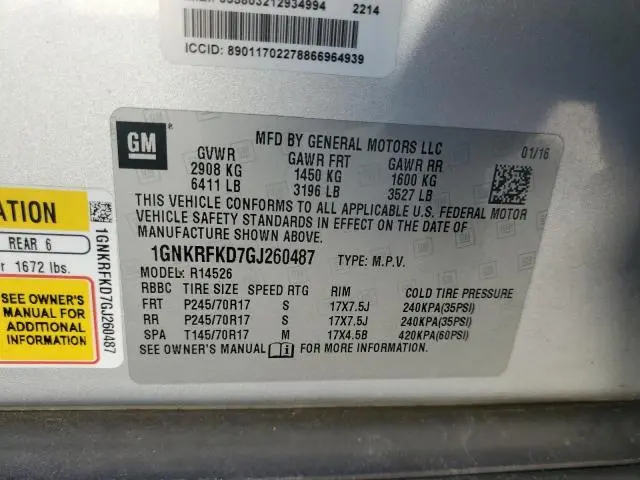 2214
ICCID: 89011702278866964939
GM
MFD BY GENERAL MOTORS LLC
01/16
GVWR GAWR FRT GAWR RR
2908 KG 1450 KG 1600 KG
6411 LB 3196 LB 3527 LB
THIS VEHICLE CONFORMS TO ALL APPLICABLE U.S. FEDERAL MOTOR
VEHICLE SAFETY STANDARDS IN EFFECT ON THE DATE OF
MANUFACTURE SHOWN ABOVE.
1GNKRFKD7GJ260487 TYPE: M.P.V.
MODEL: R14526
RBBC TIRE SIZE SPEED RTG RIM COLD TIRE PRESSURE
FRT P245/70R17 S 17X7.5J 240KPA(35PSI)
RR P245/70R17 S 17X7.5J 240KPA(35PSI)
SPA T145/70R17 M 17X4.5B 420KPA(60PSI)
SEE OWNER'S MANUAL FOR MORE INFORMATION.
ATION
REAR 6
r 1672 lbs.
SEE OWNER'S
MANUAL FOR
ADDITIONAL
INFORMATION
1GNKRFKD7GJ260487